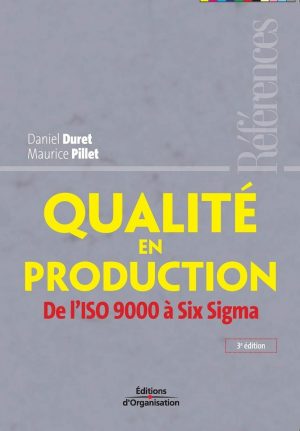 Références
Daniel Duret
Maurice Pillet
QUALITÉ
EN
PRODUCTION
De l'ISO 9000 à Six Sigma
3e édition
Éditions
d'Organisation